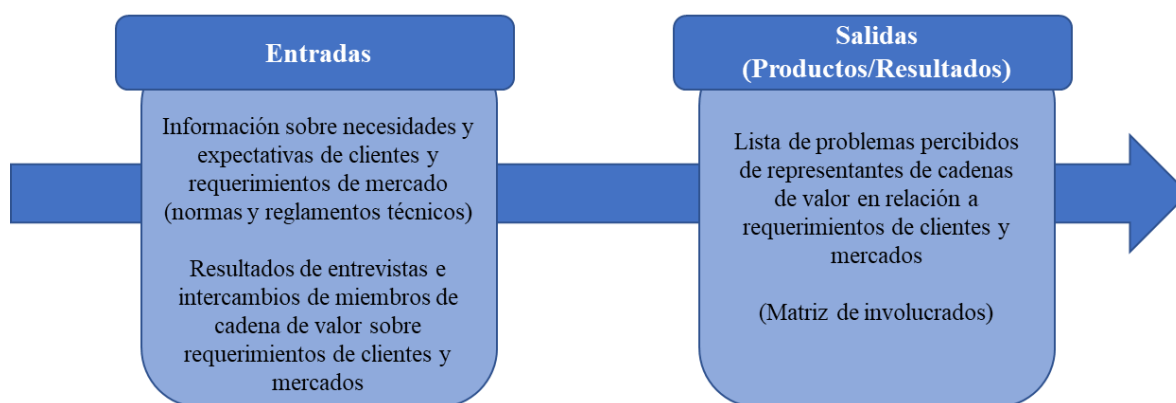 Entradas
Información sobre necesidades y
expectativas de clientes y
requerimientos de mercado
(normas y reglamentos técnicos)
Resultados de entrevistas e
intercambios de miembros de
cadena de valor sobre
requerimientos de clientes y
mercados
Salidas
(Productos/Resultados)
Lista de problemas percibidos
de representantes de cadenas
de valor en relación a
requerimientos de clientes y
mercados
(Matriz de involucrados)